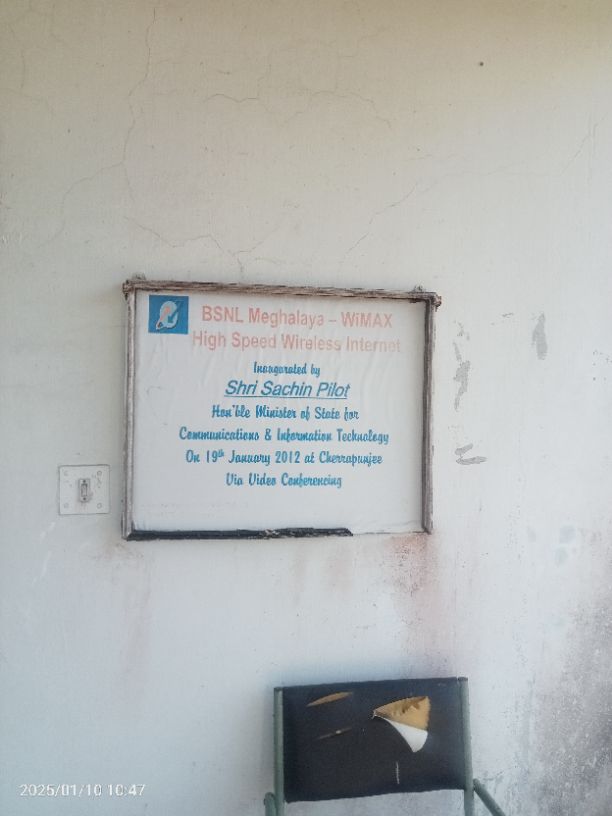 BSNL Meghalaya – WiMAX
High Speed Wireless Internet
Inaugurated by
Shri Sachin Pilot
Hon'ble Minister of State for
Communications & Information Technology
On 19th January 2012 at Cherrapunjee
Via Video Conferencing
2025/01/10 10:47